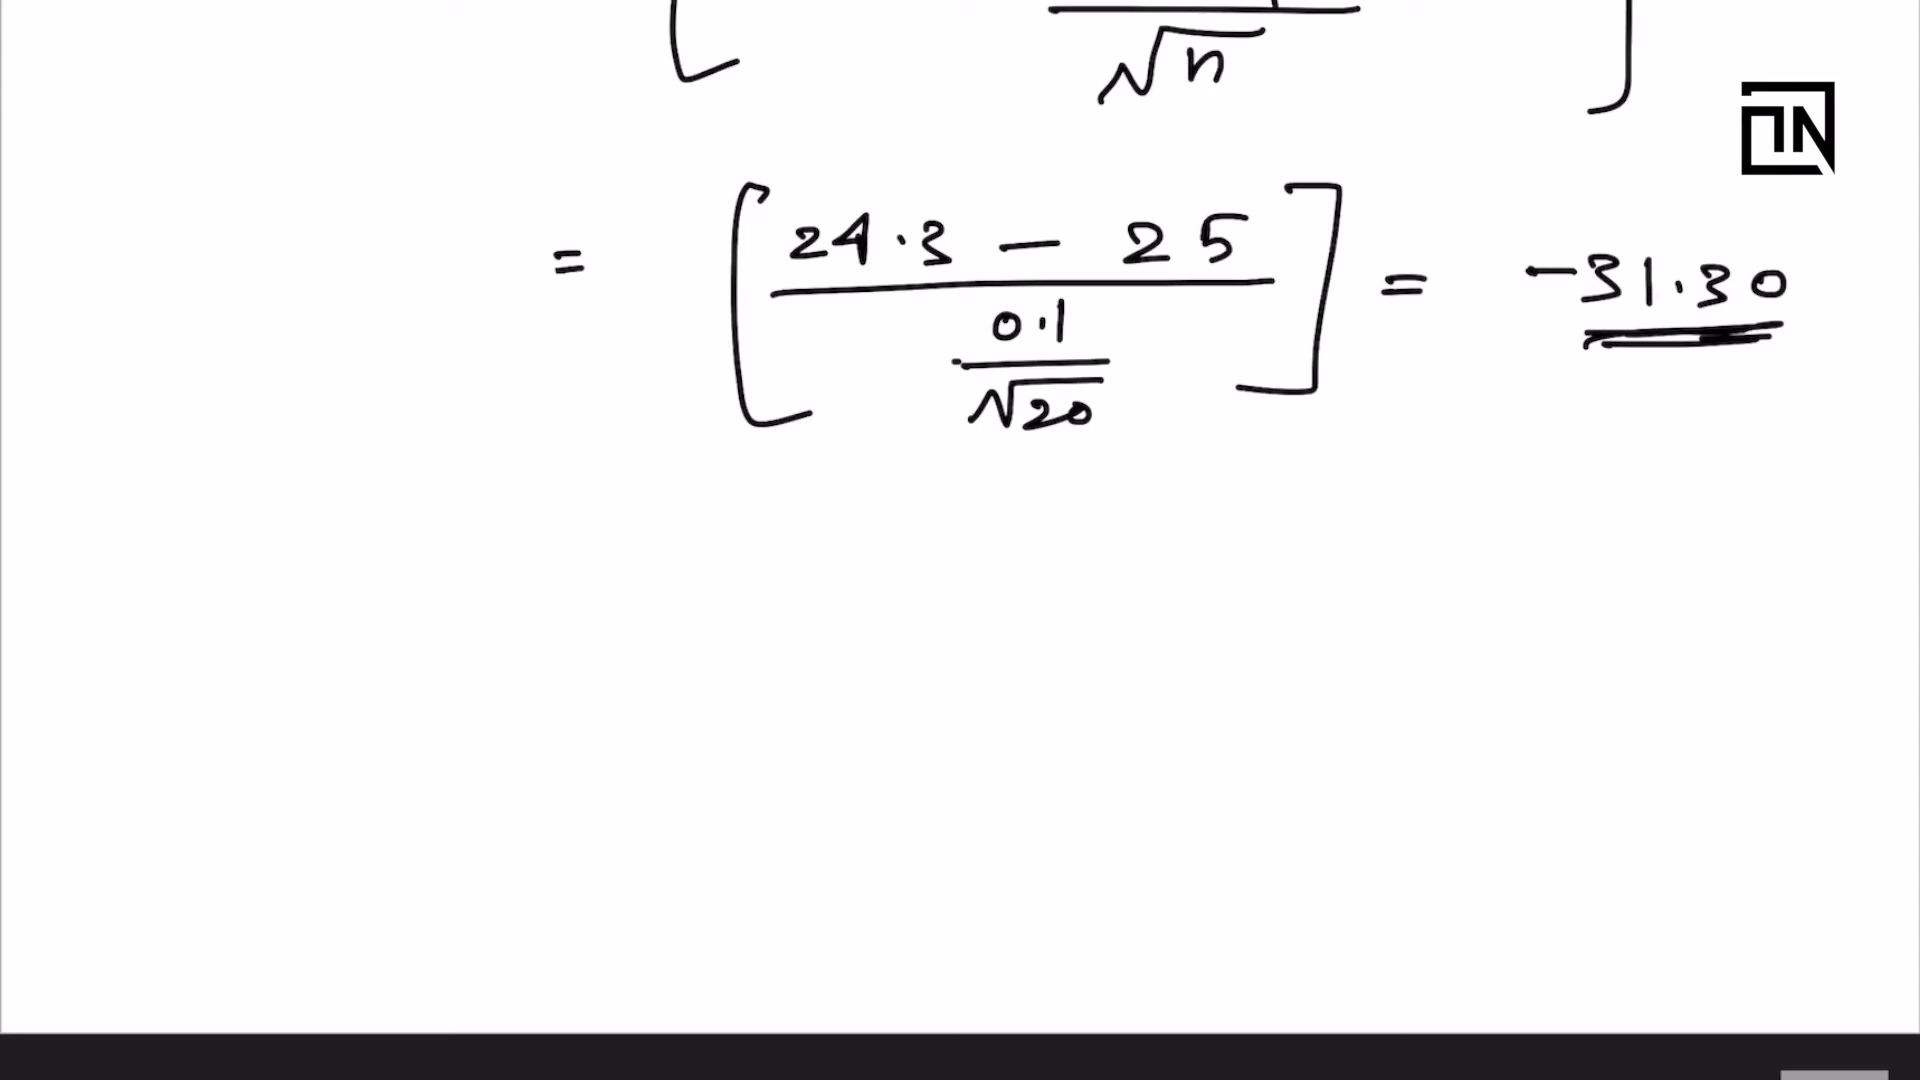 √n
= [ (24.3 - 25) / (0.1 / √20) ] = -31.30